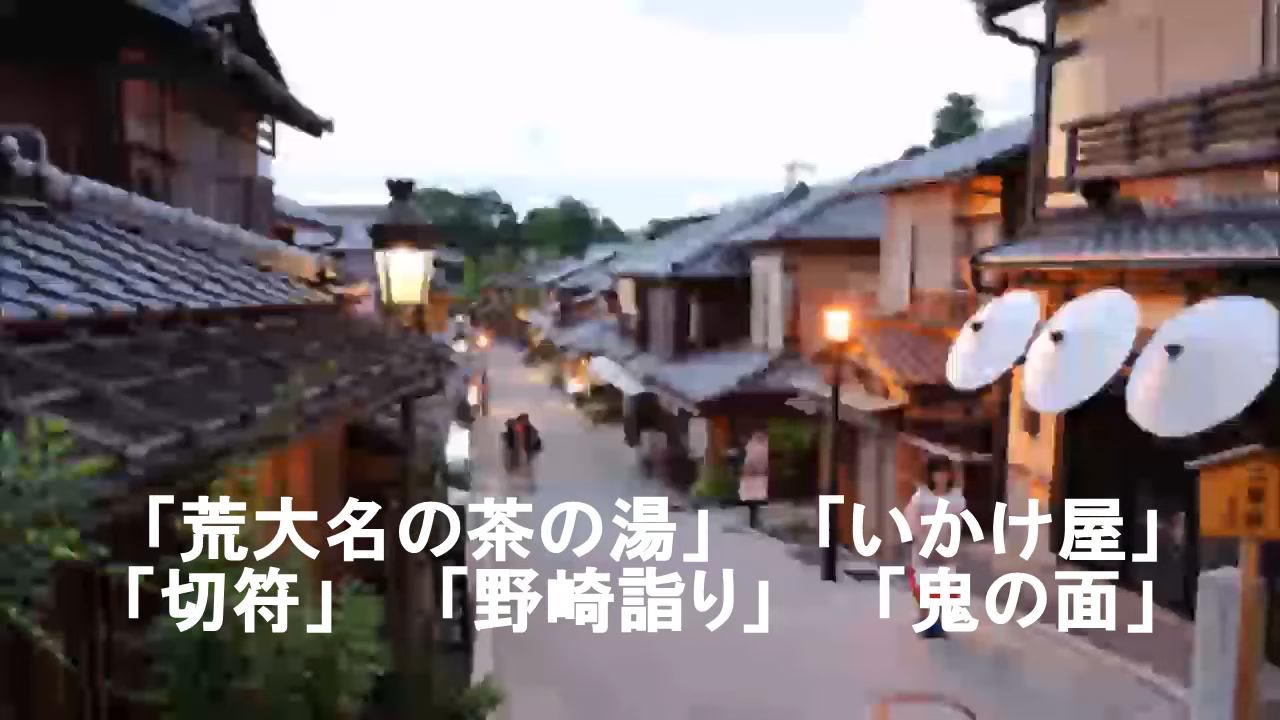 「荒大名の茶の湯」　「いかけ屋」
「切符」　「野崎詣り」　「鬼の面」